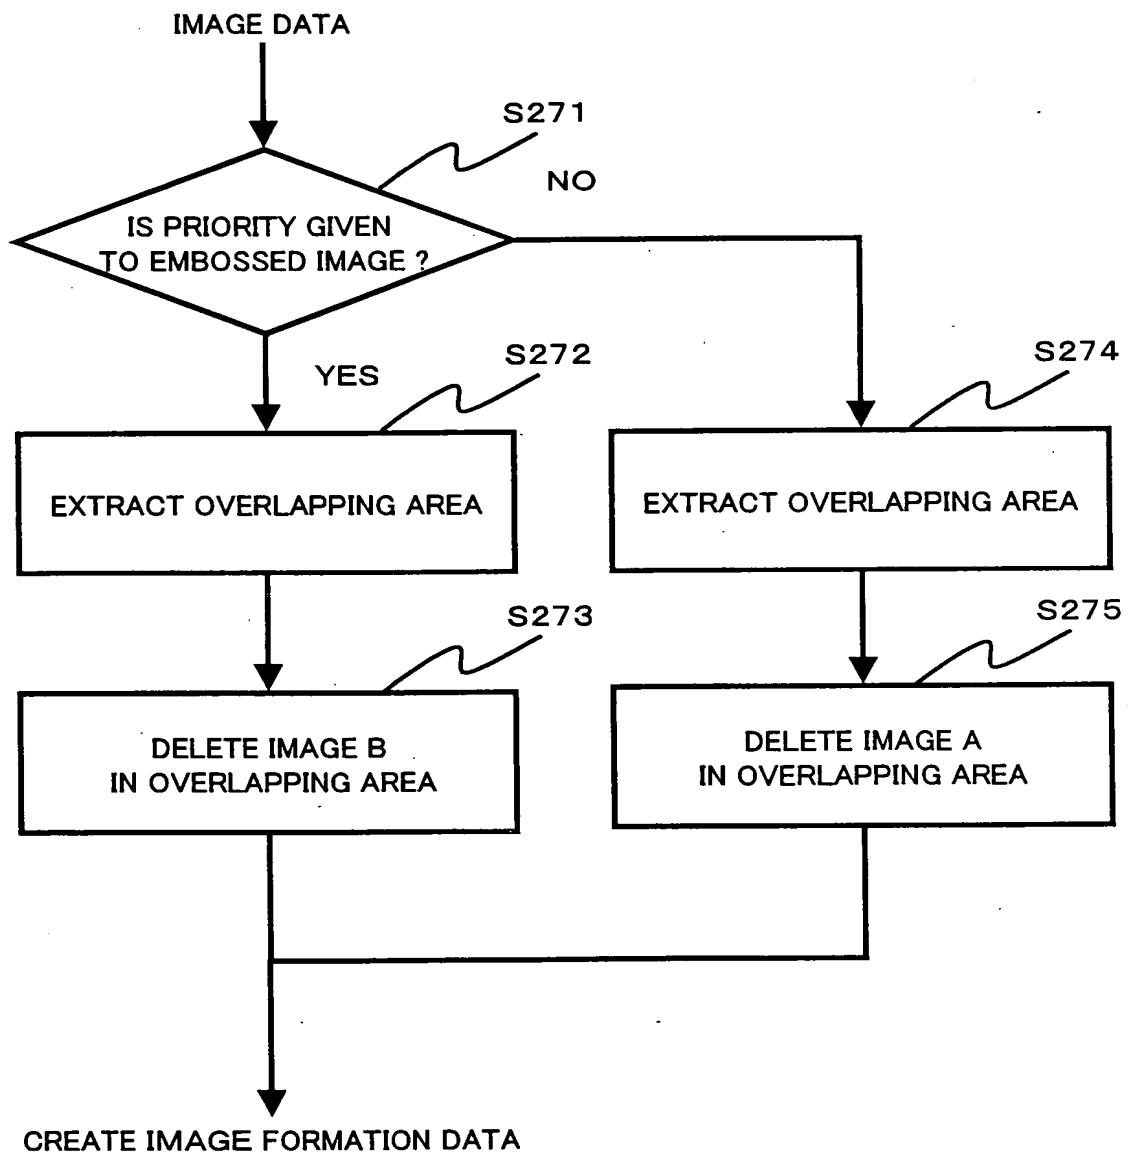 IMAGE DATA
S271
NO
IS PRIORITY GIVEN
TO EMBOSSED IMAGE ?
YES
S272
S274
EXTRACT OVERLAPPING AREA
EXTRACT OVERLAPPING AREA
S273
S275
DELETE IMAGE B
IN OVERLAPPING AREA
DELETE IMAGE A
IN OVERLAPPING AREA
CREATE IMAGE FORMATION DATA